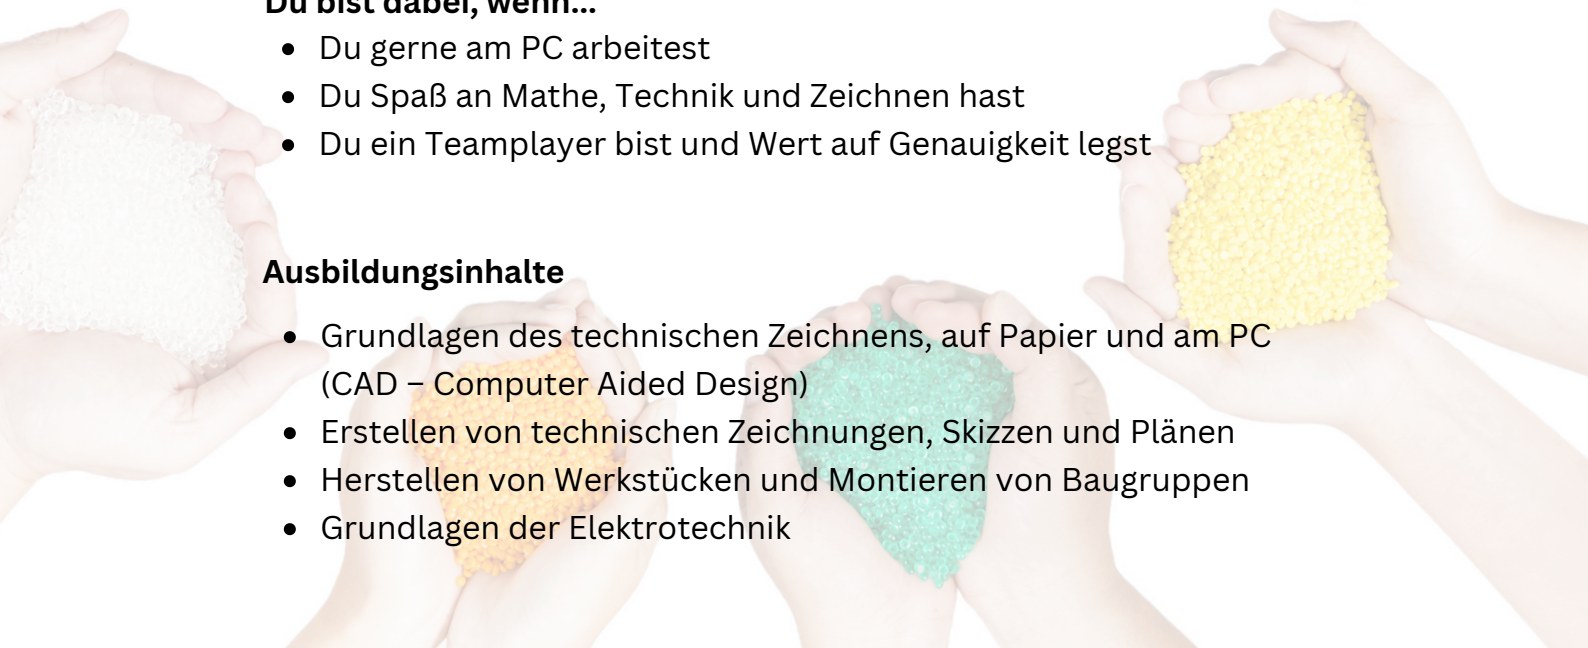 Du bist dabei, wenn...
• Du gerne am PC arbeitest
• Du Spaß an Mathe, Technik und Zeichnen hast
• Du ein Teamplayer bist und Wert auf Genauigkeit legst
Ausbildungsinhalte
• Grundlagen des technischen Zeichnens, auf Papier und am PC
(CAD – Computer Aided Design)
• Erstellen von technischen Zeichnungen, Skizzen und Plänen
• Herstellen von Werkstücken und Montieren von Baugruppen
• Grundlagen der Elektrotechnik